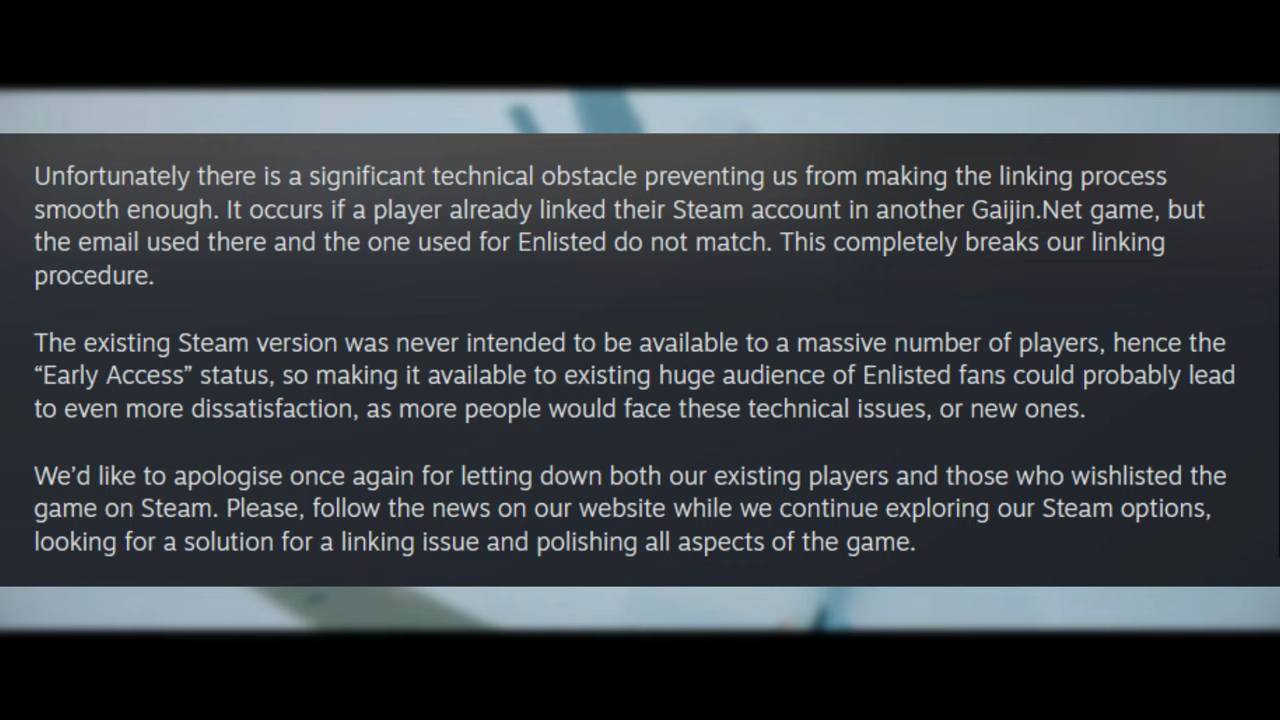 Unfortunately there is a significant technical obstacle preventing us from making the linking process
smooth enough. It occurs if a player already linked their Steam account in another Gaijin.Net game, but
the email used there and the one used for Enlisted do not match. This completely breaks our linking
procedure.
The existing Steam version was never intended to be available to a massive number of players, hence the
“Early Access” status, so making it available to existing huge audience of Enlisted fans could probably lead
to even more dissatisfaction, as more people would face these technical issues, or new ones.
We’d like to apologise once again for letting down both our existing players and those who wishlisted the
game on Steam. Please, follow the news on our website while we continue exploring our Steam options,
looking for a solution for a linking issue and polishing all aspects of the game.